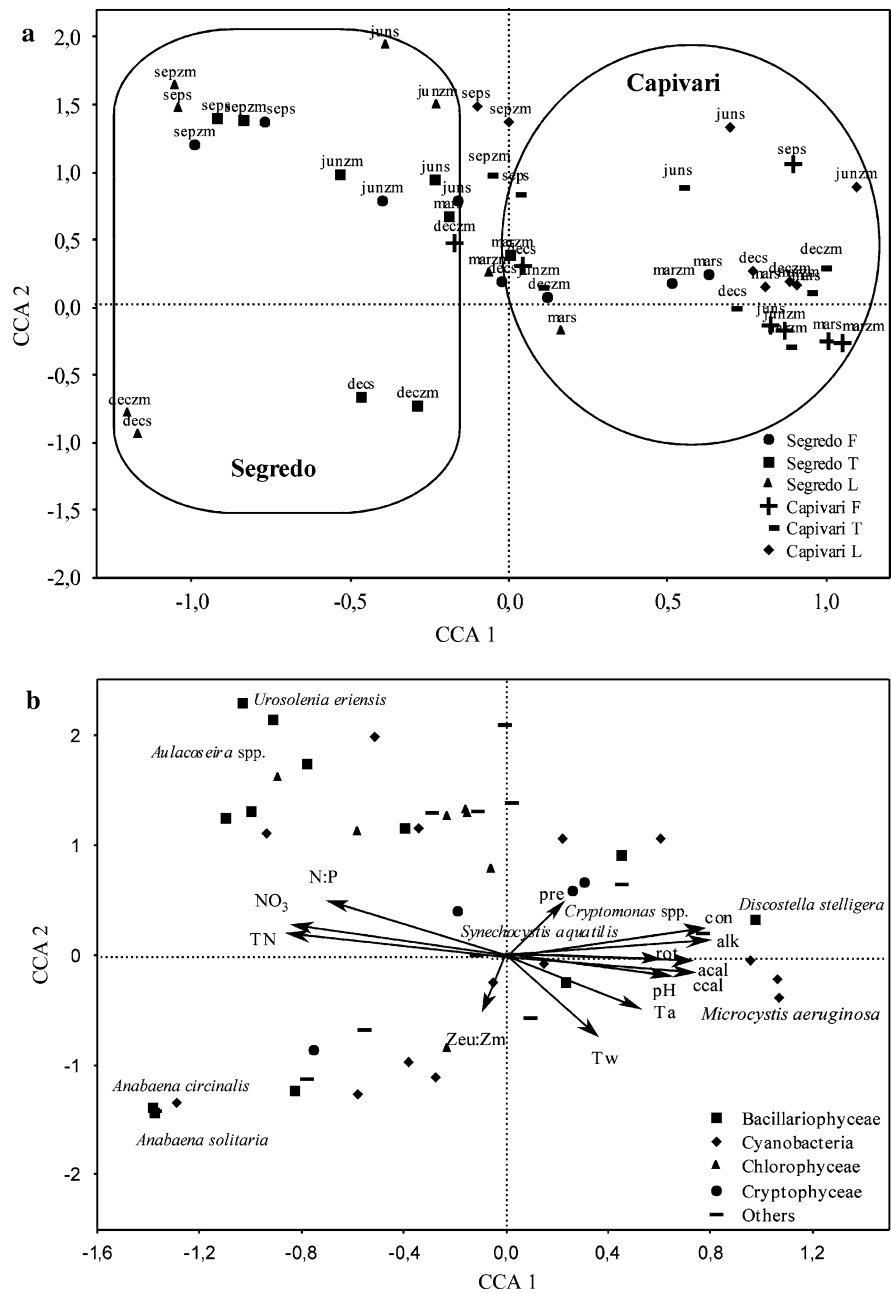 a
2,0
1,5
1,0
0,5
0,0
-0,5
-1,0
-1,5
-2,0
CCA 2
juns
sepzm
seps
junzm
seps
sepzm
seps
sepzm
seps
sepzm
junzm
junzm
juns
juns
mars
deczm
sepzm
seps
marzm
decs
marzm
decs
junzm
deczm
mars
Capivari
juns
seps
junzm
juns
marzm
mars
decs
deczm
deczm
mars
mars
decs
juns
junzm
marzm
mars
marzm
decs
deczm
deczm
decs
Segredo
Segredo F
Segredo T
Segredo L
Capivari F
Capivari T
Capivari L
-1,0
-0,5
0,0
0,5
1,0
CCA 1
b
2
1
0
-1
-2
CCA 2
Urosolenia eriensis
Aulacoseira spp.
N:P
NO3
TN
pre
Cryptomonas spp.
Synechocystis aquatilis
con
Discostella stelligera
alk
rot
acal
ccal
pH
Ta
Microcystis aeruginosa
Zeu:Zm
Tw
Anabaena circinalis
Anabaena solitaria
Bacillariophyceae
Cyanobacteria
Chlorophyceae
Cryptophyceae
Others
-1,6
-1,2
-0,8
-0,4
0,0
0,4
0,8
1,2
CCA 1